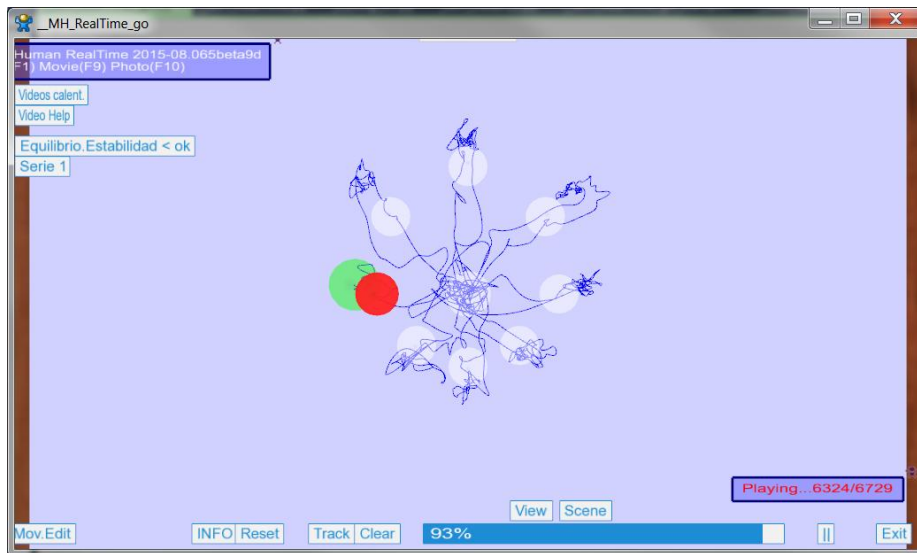 __MH_RealTime_go
Human RealTime 2015-08.065beta9d
F1) Movie(F9) Photo(F10)
Videos calent.
Video Help
Equilibrio.Estabilidad < ok
Serie 1
Playing...6324/6729
View Scene
Mov.Edit INFO Reset Track Clear 93% || Exit